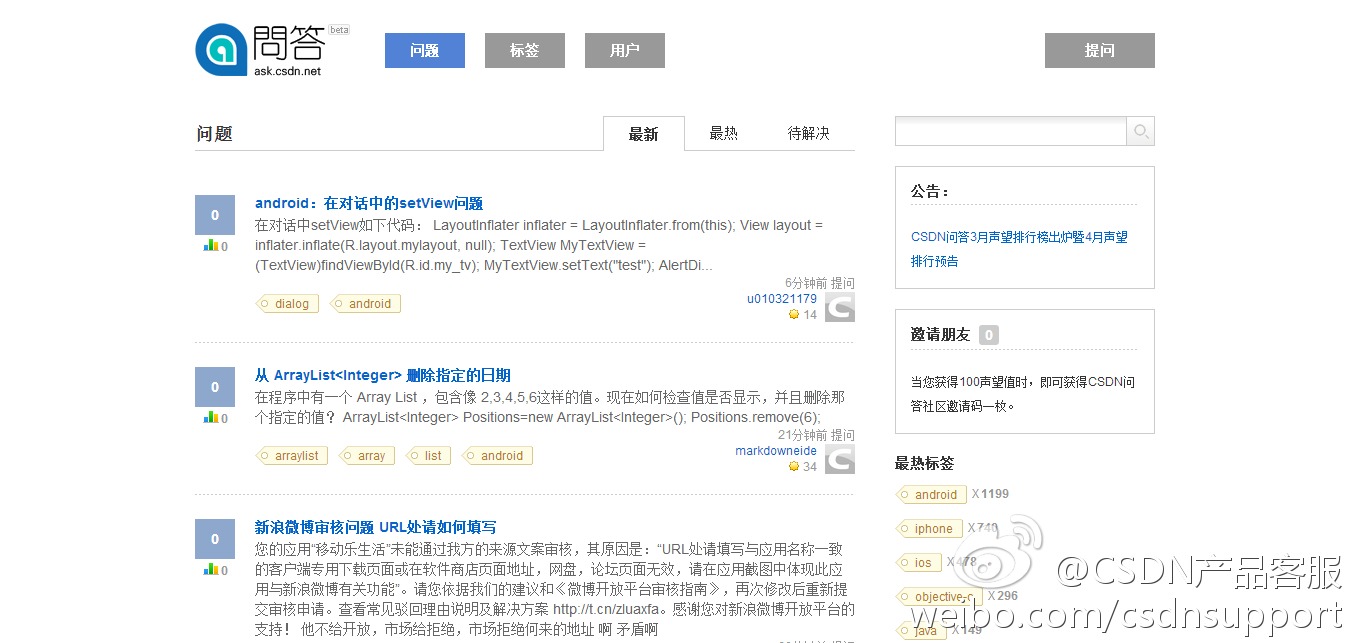 問答 beta
ask.csdn.net
问题 标签 用户 提问
问题 最新 最热 待解决
0
0
android：在对话中的setView问题
在对话中setView如下代码： LayoutInflater inflater = LayoutInflater.from(this); View layout =
inflater.inflate(R.layout.mylayout, null); TextView MyTextView =
(TextView)findViewById(R.id.my_tv); MyTextView.setText("test"); AlertDi...
dialog android
6分钟前 提问
u010321179
14
0
0
从 ArrayList<Integer> 删除指定的日期
在程序中有一个 Array List ，包含像 2,3,4,5,6这样的值。现在如何检查值是否显示，并且删除那
个指定的值？ ArrayList<Integer> Positions=new ArrayList<Integer>(); Positions.remove(6);
arraylist array list android
21分钟前 提问
markdowneide
34
0
0
新浪微博审核问题 URL处请如何填写
您的应用“移动乐生活”未能通过我方的来源文案审核，其原因是：“URL处请填写与应用名称一致
的客户端专用下载页面或在软件商店页面地址，网盘，论坛页面无效，请在应用截图中体现此应
用与新浪微博有关功能”。请您依据我们的建议和《微博开放平台审核指南》，再次修改后重新提
交审核申请。查看常见驳回理由说明及解决方案 http://t.cn/zluaxfa。感谢您对新浪微博开放平台的
支持！ 他不给开放，市场给拒绝，市场拒绝何来的地址 啊 矛盾啊
公告：
CSDN问答3月声望排行榜出炉暨4月声望
排行预告
邀请朋友 0
当您获得100声望值时，即可获得CSDN问
答社区邀请码一枚。
最热标签
android X 1199
iphone X 740
ios X 478
objective-c X 296
java X 149
@CSDN产品客服
weibo.com/csdnsupport